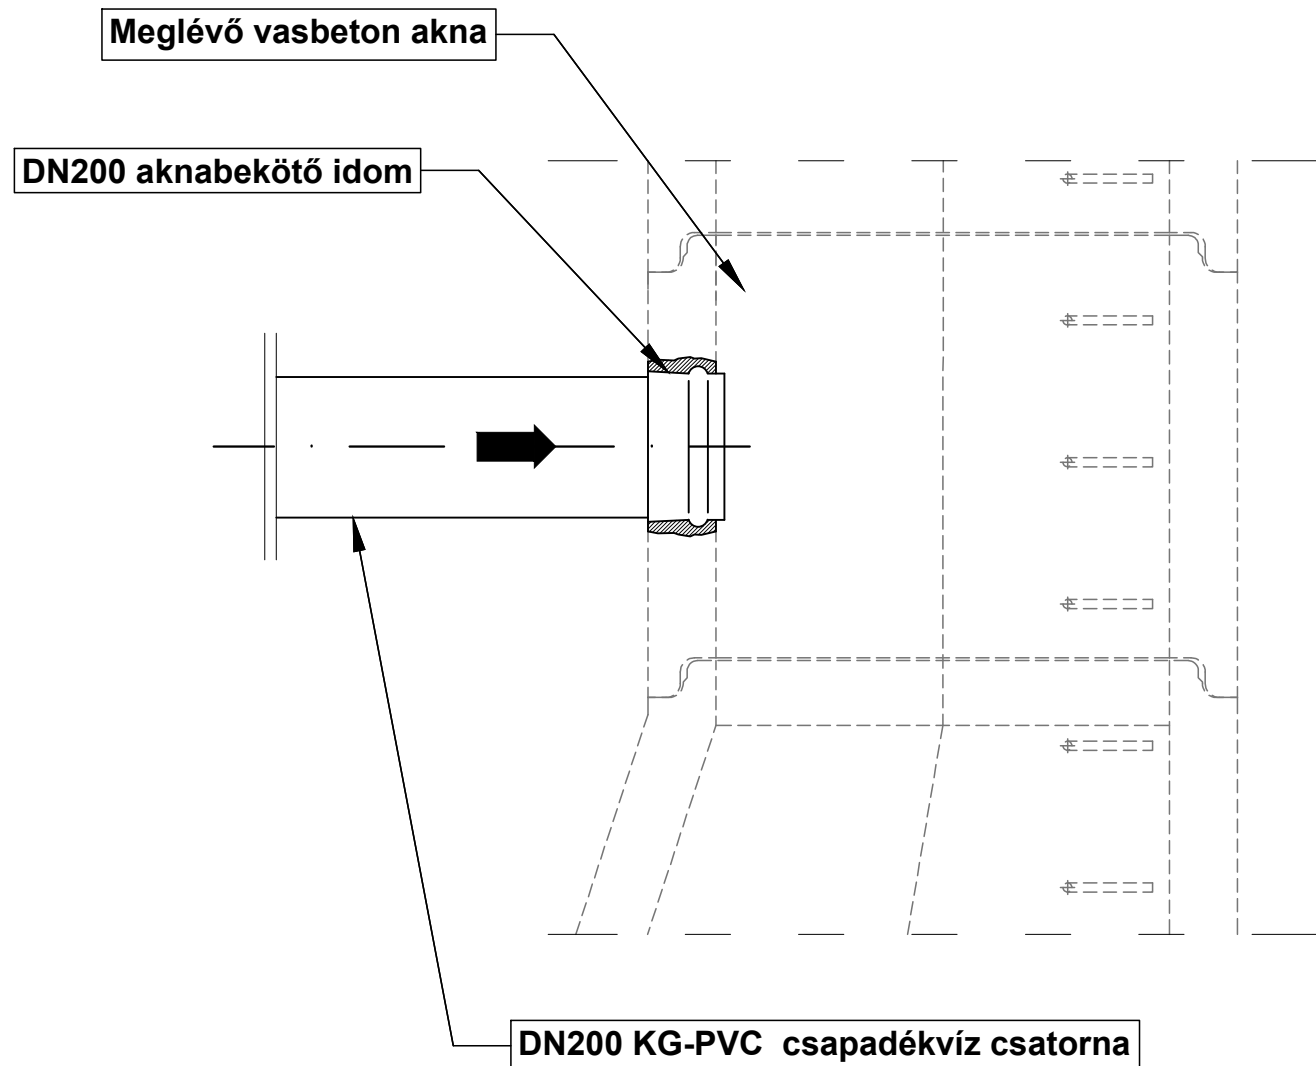 Meglévő vasbeton akna
DN200 aknabekötő idom
DN200 KG-PVC  csapadékvíz csatorna